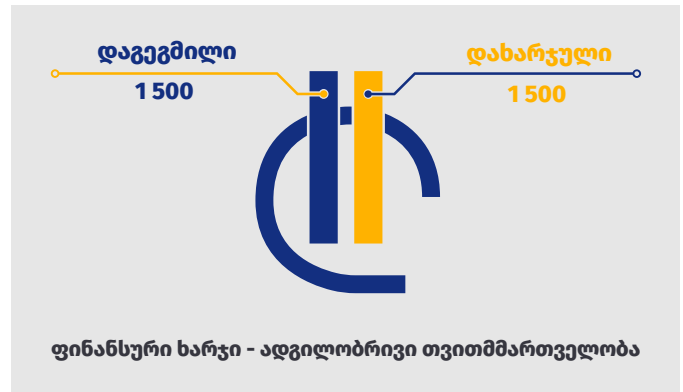 დაგეგმილი
1 500
დახარჯული
1 500
ფინანსური ხარჯი - ადგილობრივი თვითმმართველობა